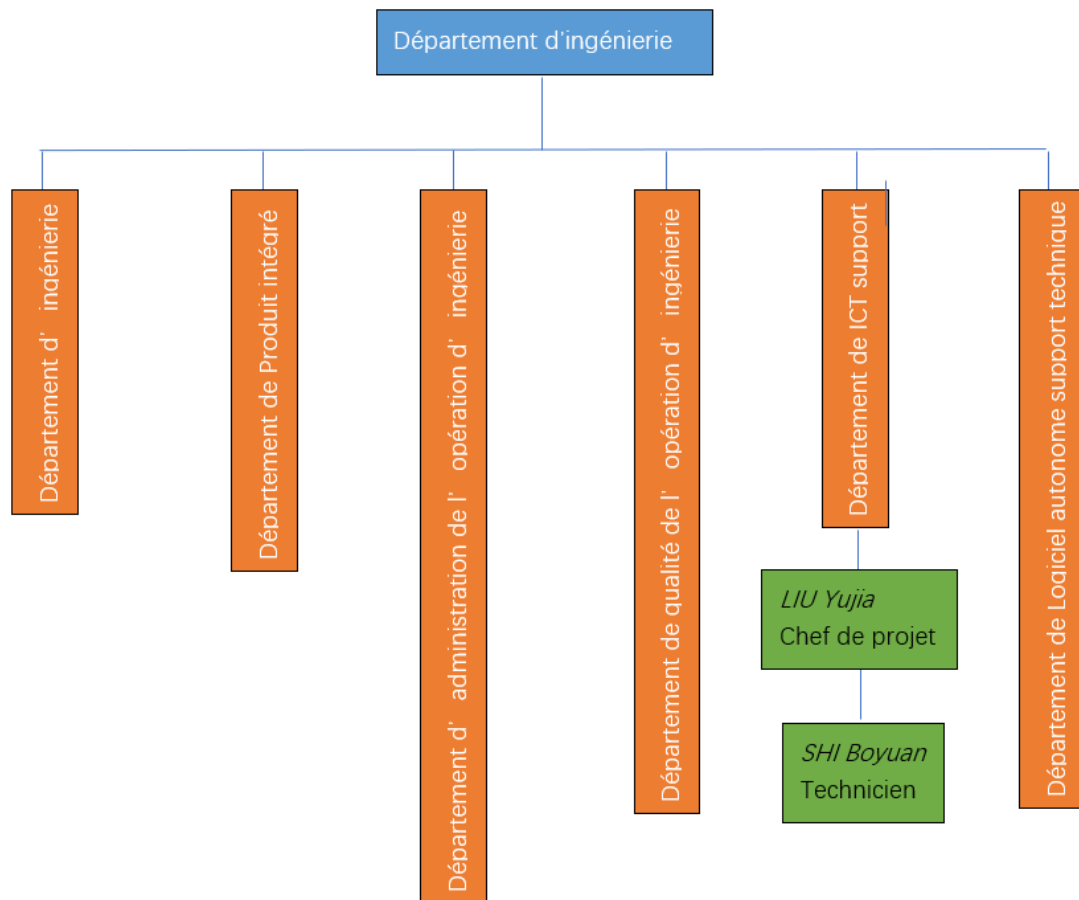 Département d'ingénierie
Département d' ingénierie
Département de Produit intégré
Département d' administration de l' opération d' ingénierie
Département de qualité de l' opération d' ingénierie
Département de ICT support
Département de Logiciel autonome support technique
LIU Yujia
Chef de projet
SHI Boyuan
Technicien